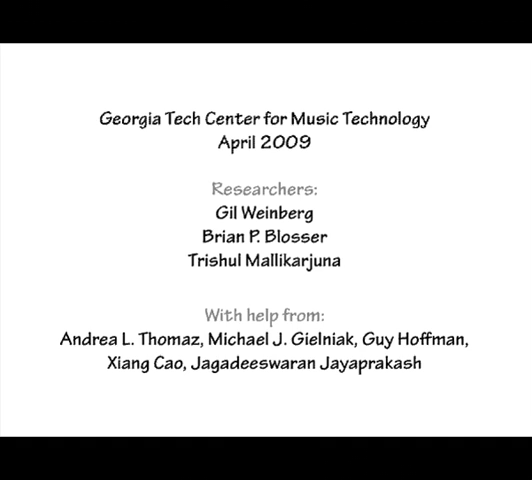 Georgia Tech Center for Music Technology
April 2009
Researchers:
Gil Weinberg
Brian P. Blosser
Trishul Mallikarjuna
With help from:
Andrea L. Thomaz, Michael J. Gielniak, Guy Hoffman,
Xiang Cao, Jagadeeswaran Jayaprakash